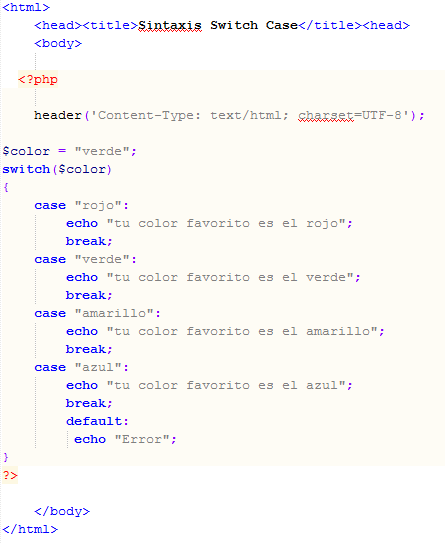 <html>
<head><title>Sintaxis Switch Case</title><head>
<body>
<?php
header('Content-Type: text/html; charset=UTF-8');
$color = "verde";
switch($color)
{
case "rojo":
echo "tu color favorito es el rojo";
break;
case "verde":
echo "tu color favorito es el verde";
break;
case "amarillo":
echo "tu color favorito es el amarillo";
break;
case "azul":
echo "tu color favorito es el azul";
break;
default:
echo "Error";
}
?>
</body>
</html>